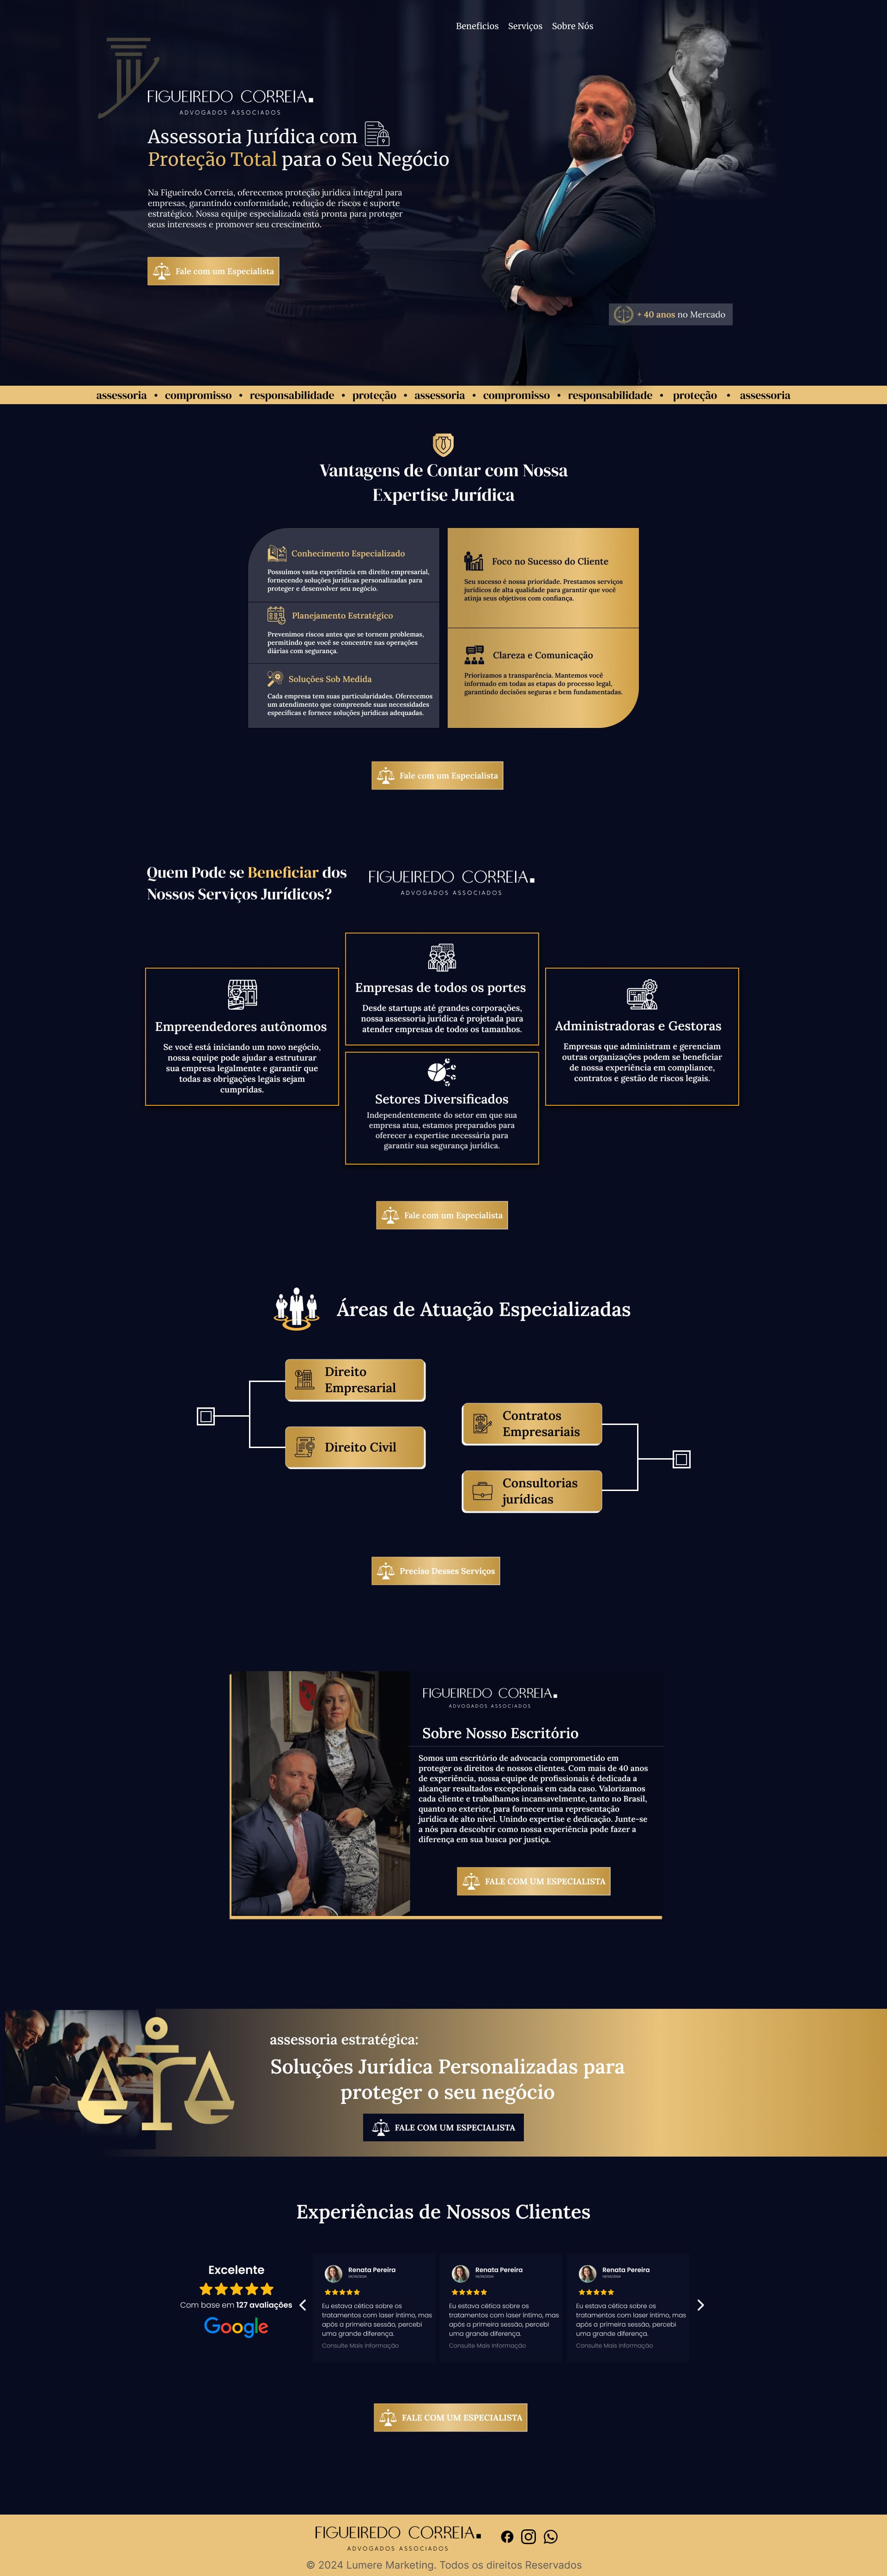 Benefícios Serviços Sobre Nós
FIGUEIREDO CORREIA.
ADVOGADOS ASSOCIADOS
Assessoria Jurídica com
Proteção Total para o Seu Negócio
Na Figueiredo Correia, oferecemos proteção jurídica integral para
empresas, garantindo conformidade, redução de riscos e suporte
estratégico. Nossa equipe especializada está pronta para proteger
seus interesses e promover seu crescimento.
Fale com um Especialista
+ 40 anos no Mercado
assessoria • compromisso • responsabilidade • proteção • assessoria • compromisso • responsabilidade • proteção • assessoria
Vantagens de Contar com Nossa
Expertise Jurídica
Conhecimento Especializado
Possuímos vasta experiência em direito empresarial,
fornecendo soluções jurídicas personalizadas para
proteger e desenvolver seu negócio.
Planejamento Estratégico
Prevenimos riscos antes que se tornem problemas,
permitindo que você se concentre nas operações
diárias com segurança.
Soluções Sob Medida
Cada empresa tem suas particularidades. Oferecemos
um atendimento que compreende suas necessidades
específicas e fornece soluções jurídicas adequadas.
Foco no Sucesso do Cliente
Seu sucesso é nossa prioridade. Prestamos serviços
jurídicos de alta qualidade para garantir que você
atinja seus objetivos com confiança.
Clareza e Comunicação
Priorizamos a transparência. Mantemos você
informado em todas as etapas do processo legal,
garantindo decisões seguras e bem fundamentadas.
Fale com um Especialista
Quem Pode se Beneficiar dos
Nossos Serviços Jurídicos?
FIGUEIREDO CORREIA.
ADVOGADOS ASSOCIADOS
Empreendedores autônomos
Se você está iniciando um novo negócio,
nossa equipe pode ajudar a estruturar
sua empresa legalmente e garantir que
todas as obrigações legais sejam
cumpridas.
Empresas de todos os portes
Desde startups até grandes corporações,
nossa assessoria jurídica é projetada para
atender empresas de todos os tamanhos.
Setores Diversificados
Independentemente do setor em que sua
empresa atua, estamos preparados para
oferecer a expertise necessária para
garantir sua segurança jurídica.
Administradoras e Gestoras
Empresas que administram e gerenciam
outras organizações podem se beneficiar
de nossa experiência em compliance,
contratos e gestão de riscos legais.
Fale com um Especialista
Áreas de Atuação Especializadas
Direito
Empresarial
Direito Civil
Contratos
Empresariais
Consultorias
jurídicas
Preciso Desses Serviços
FIGUEIREDO CORREIA.
ADVOGADOS ASSOCIADOS
Sobre Nosso Escritório
Somos um escritório de advocacia comprometido em
proteger os direitos de nossos clientes. Com mais de 40 anos
de experiência, nossa equipe de profissionais é dedicada a
alcançar resultados excepcionais em cada caso. Valorizamos
cada cliente e trabalhamos incansavelmente, tanto no Brasil,
quanto no exterior, para fornecer uma representação
jurídica de alto nível. Unindo expertise e dedicação. Junte-se
a nós para descobrir como nossa experiência pode fazer a
diferença em sua busca por justiça.
FALE COM UM ESPECIALISTA
assessoria estratégica:
Soluções Jurídica Personalizadas para
proteger o seu negócio
FALE COM UM ESPECIALISTA
Experiências de Nossos Clientes
Excelente
Com base em 127 avaliações
Google
Renata Pereira
Eu estava cética sobre os
tratamentos com laser íntimo, mas
após a primeira sessão, percebi
uma grande diferença.
Consulte Mais Informação
Renata Pereira
Eu estava cética sobre os
tratamentos com laser íntimo, mas
após a primeira sessão, percebi
uma grande diferença.
Consulte Mais Informação
Renata Pereira
Eu estava cética sobre os
tratamentos com laser íntimo, mas
após a primeira sessão, percebi
uma grande diferença.
Consulte Mais Informação
FALE COM UM ESPECIALISTA
FIGUEIREDO CORREIA.
ADVOGADOS ASSOCIADOS
© 2024 Lumere Marketing. Todos os direitos Reservados